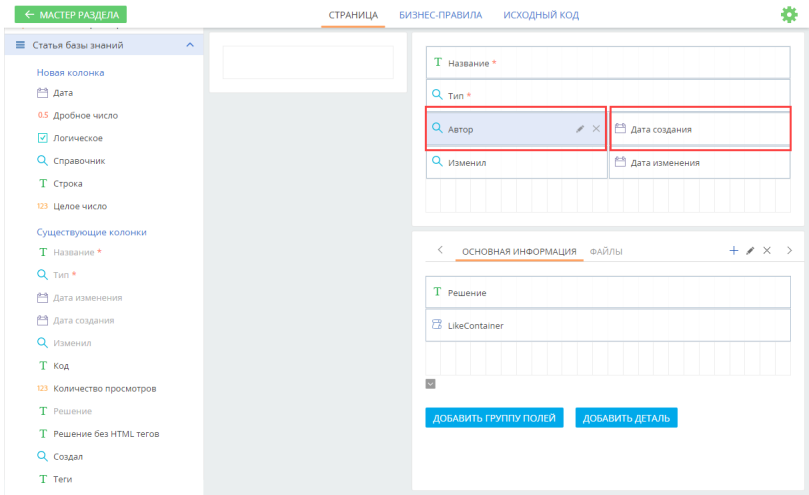 ← МАСТЕР РАЗДЕЛА
СТРАНИЦА БИЗНЕС-ПРАВИЛА ИСХОДНЫЙ КОД
Статья базы знаний
Новая колонка
Дата
0.5 Дробное число
Логическое
Справочник
T Строка
123 Целое число
Существующие колонки
T Название *
Тип *
Дата изменения
Дата создания
Изменил
T Код
123 Количество просмотров
T Решение
T Решение без HTML тегов
Создал
T Теги
T Название *
Тип *
Автор
Дата создания
Изменил
Дата изменения
ОСНОВНАЯ ИНФОРМАЦИЯ ФАЙЛЫ
T Решение
LikeContainer
ДОБАВИТЬ ГРУППУ ПОЛЕЙ ДОБАВИТЬ ДЕТАЛЬ